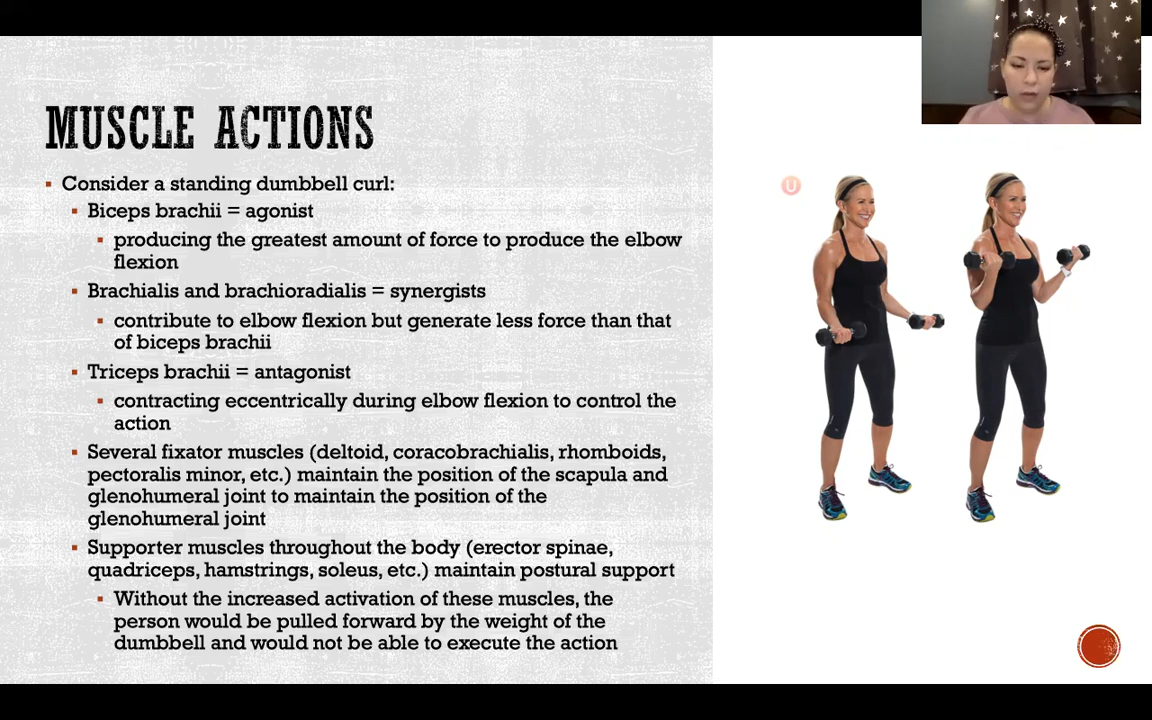 MUSCLE ACTIONS
Consider a standing dumbbell curl:
Biceps brachii = agonist
producing the greatest amount of force to produce the elbow
flexion
Brachialis and brachioradialis = synergists
contribute to elbow flexion but generate less force than that
of biceps brachii
Triceps brachii = antagonist
contracting eccentrically during elbow flexion to control the
action
Several fixator muscles (deltoid, coracobrachialis, rhomboids,
pectoralis minor, etc.) maintain the position of the scapula and
glenohumeral joint to maintain the position of the
glenohumeral joint
Supporter muscles throughout the body (erector spinae,
quadriceps, hamstrings, soleus, etc.) maintain postural support
Without the increased activation of these muscles, the
person would be pulled forward by the weight of the
dumbbell and would not be able to execute the action
U